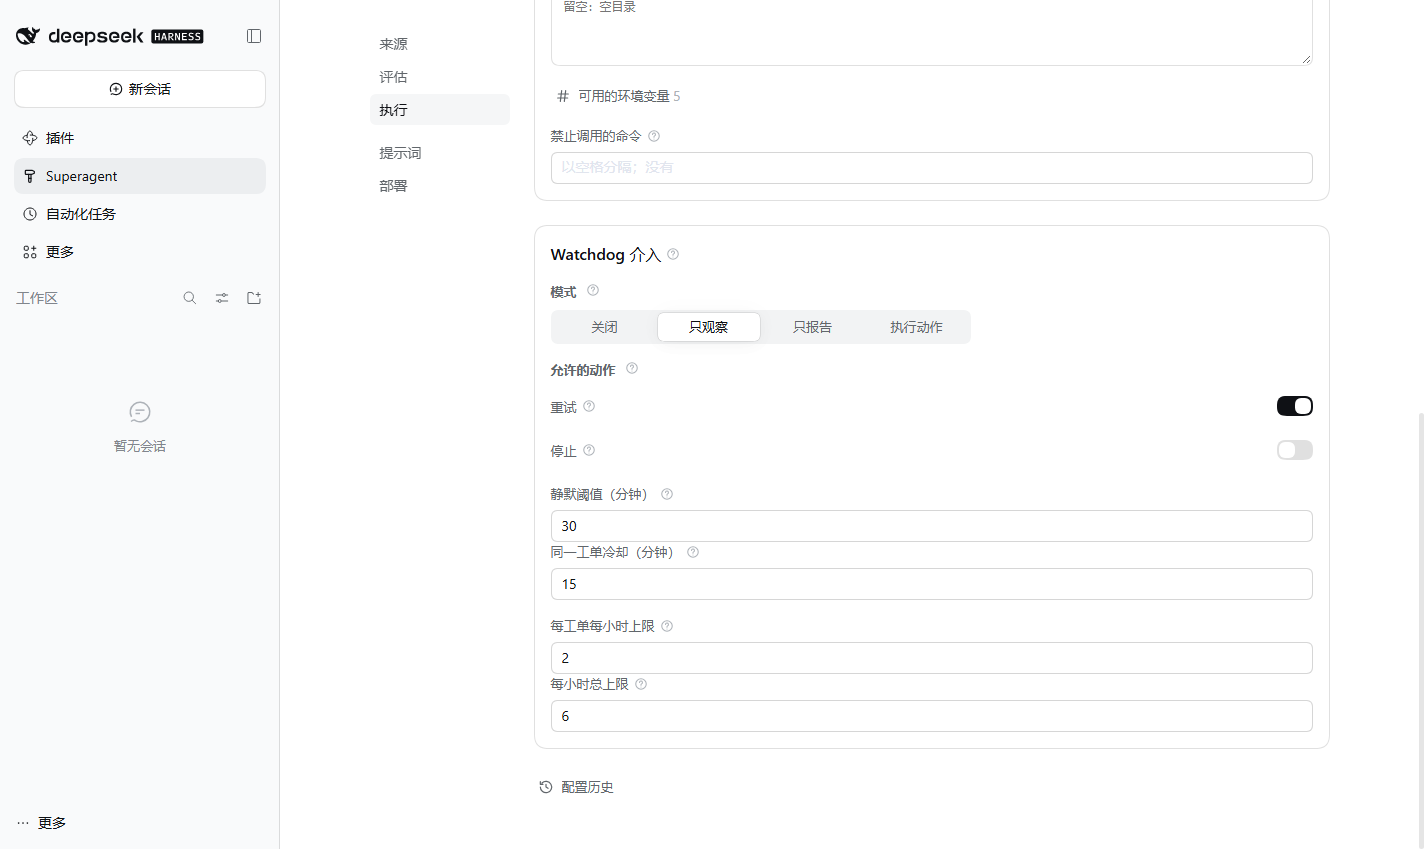 deepseek HARNESS
新会话
插件
Superagent
自动化任务
更多
工作区
暂无会话
更多
来源
评估
执行
提示词
部署
留空：空目录
可用的环境变量 5
禁止调用的命令
以空格分隔；没有
Watchdog 介入
模式
关闭
只观察
只报告
执行动作
允许的动作
重试
停止
静默阈值（分钟）
30
同一工单冷却（分钟）
15
每工单每小时上限
2
每小时总上限
6
配置历史